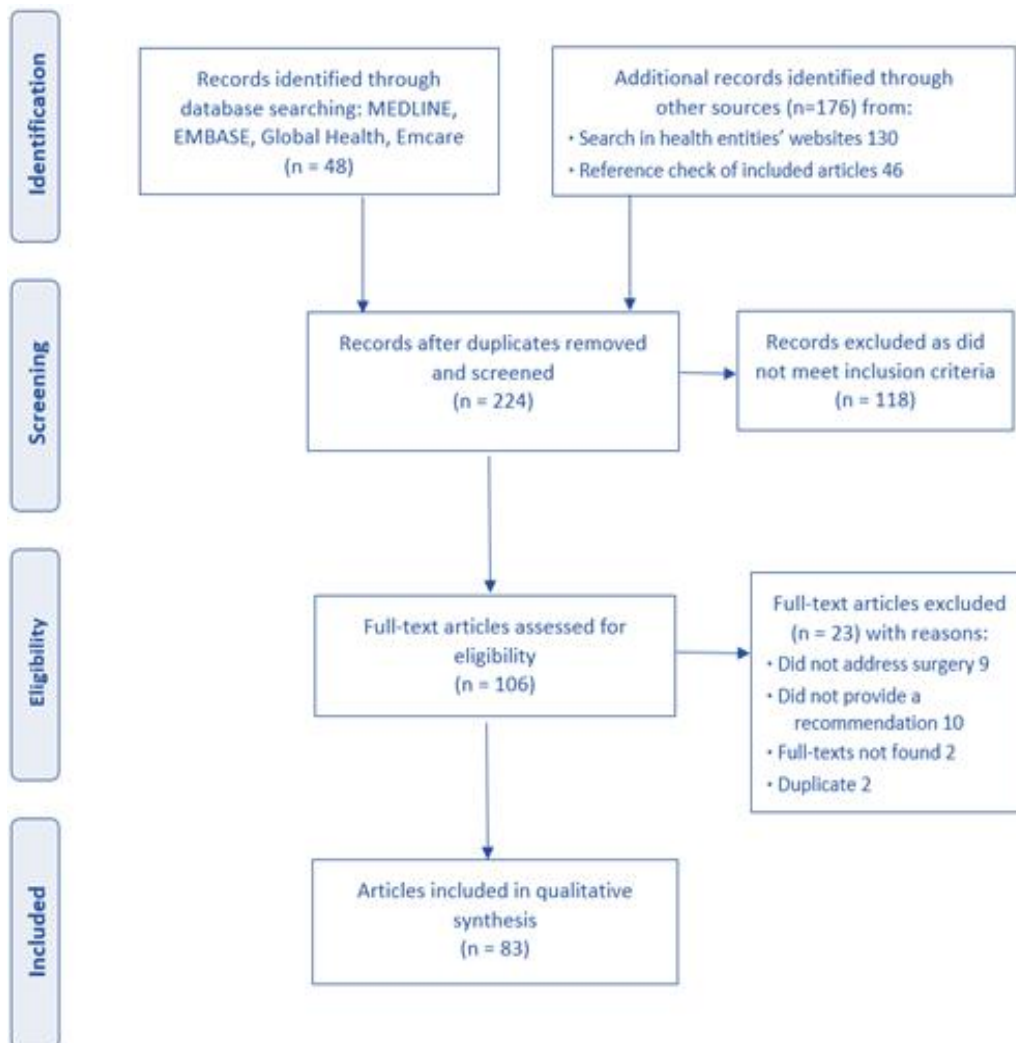 Identification
Records identified through
database searching: MEDLINE,
EMBASE, Global Health, Emcare
(n = 48)
Additional records identified through
other sources (n=176) from:
• Search in health entities' websites 130
• Reference check of included articles 46
Screening
Records after duplicates removed
and screened
(n = 224)
Records excluded as did
not meet inclusion criteria
(n = 118)
Eligibility
Full-text articles assessed for
eligibility
(n = 106)
Full-text articles excluded
(n = 23) with reasons:
• Did not address surgery 9
• Did not provide a
recommendation 10
• Full-texts not found 2
• Duplicate 2
Included
Articles included in qualitative
synthesis
(n = 83)